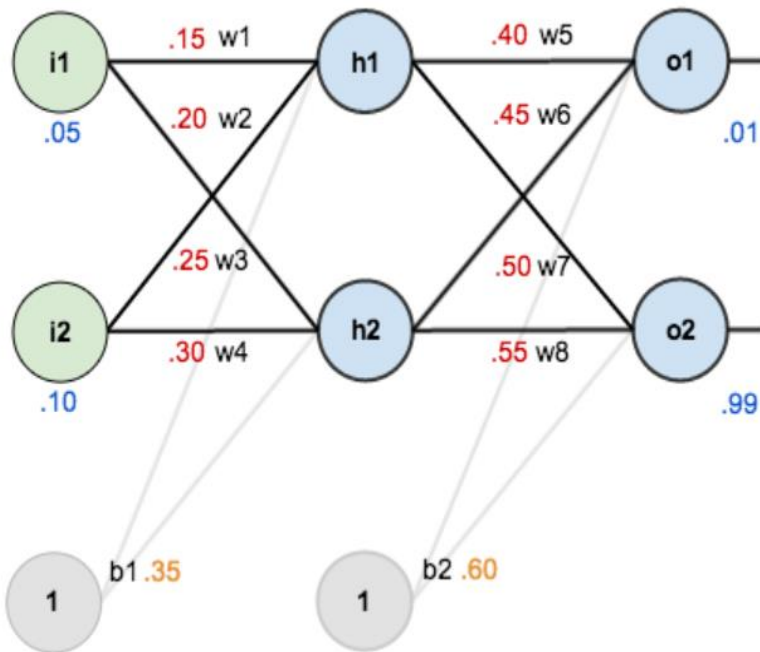 .15 w1 .40 w5
i1 h1 o1
.05 .20 w2 .45 w6 .01
.25 w3 .50 w7
i2 h2 o2
.30 w4 .55 w8
.10 .99
b1 .35 b2 .60
1 1